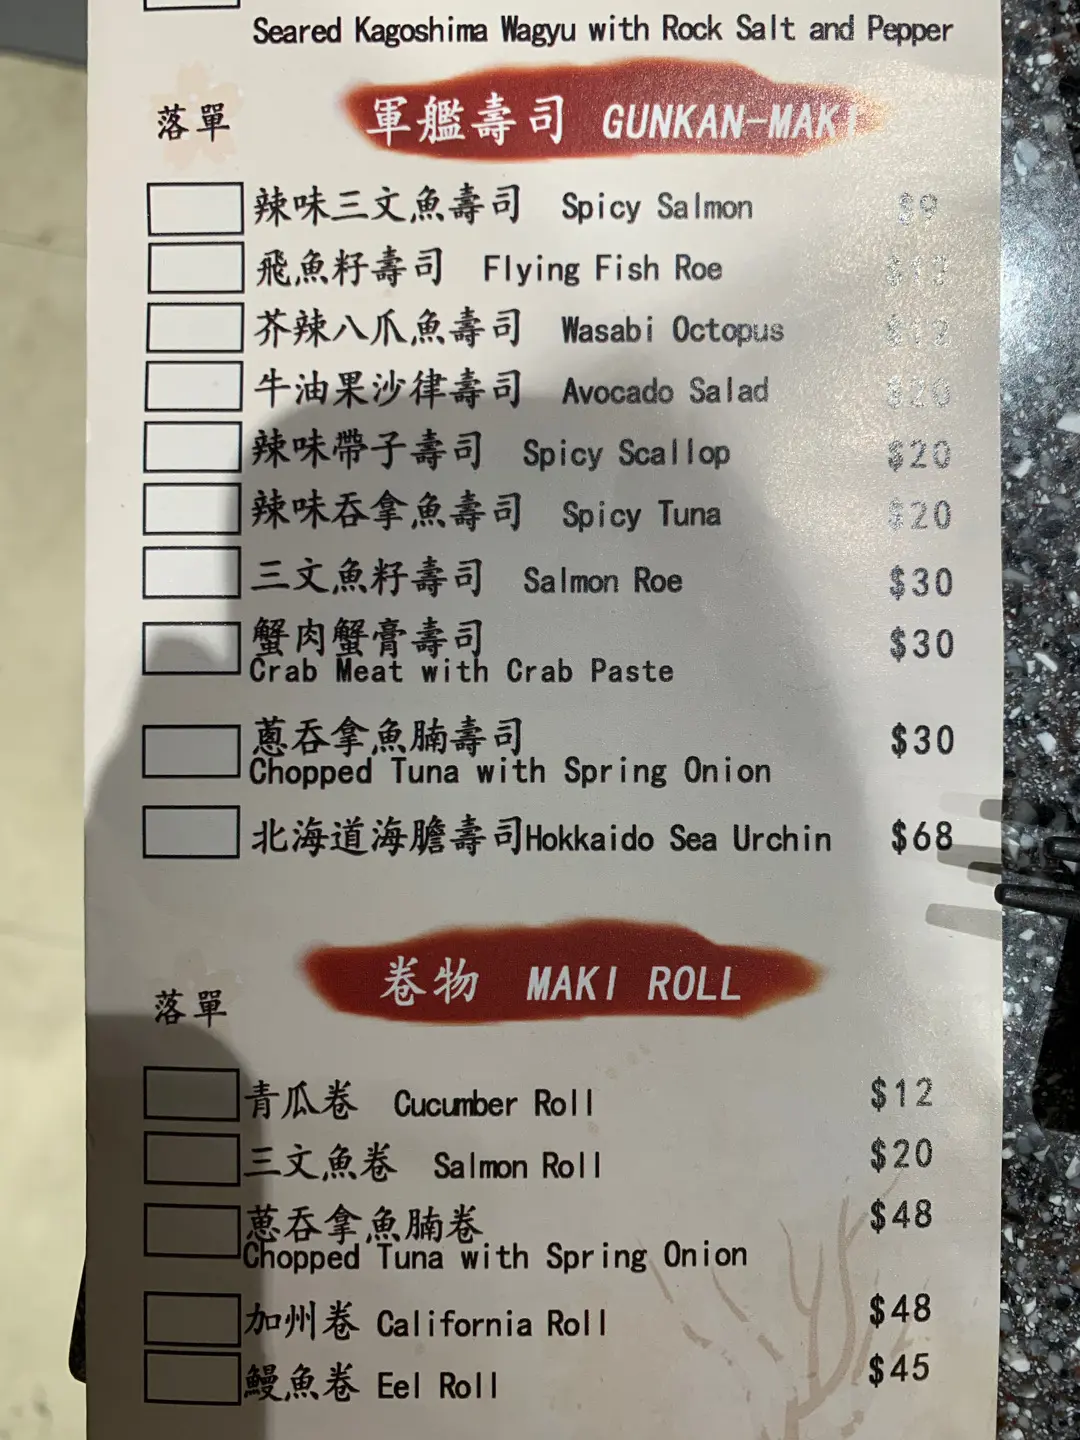 Seared Kagoshima Wagyu with Rock Salt and Pepper
落單 軍艦壽司 GUNKAN-MAKI
辣味三文魚壽司 Spicy Salmon $9
飛魚籽壽司 Flying Fish Roe
芥辣八爪魚壽司 Wasabi Octopus $12
牛油果沙律壽司 Avocado Salad $20
辣味帶子壽司 Spicy Scallop $20
辣味吞拿魚壽司 Spicy Tuna $20
三文魚籽壽司 Salmon Roe $30
蟹肉蟹膏壽司 $30
Crab Meat with Crab Paste
蔥吞拿魚腩壽司 $30
Chopped Tuna with Spring Onion
北海道海膽壽司Hokkaido Sea Urchin $68
落單 卷物 MAKI ROLL
青瓜卷 Cucumber Roll $12
三文魚卷 Salmon Roll $20
蔥吞拿魚腩卷 $48
Chopped Tuna with Spring Onion
加州卷 California Roll $48
鰻魚卷 Eel Roll $45